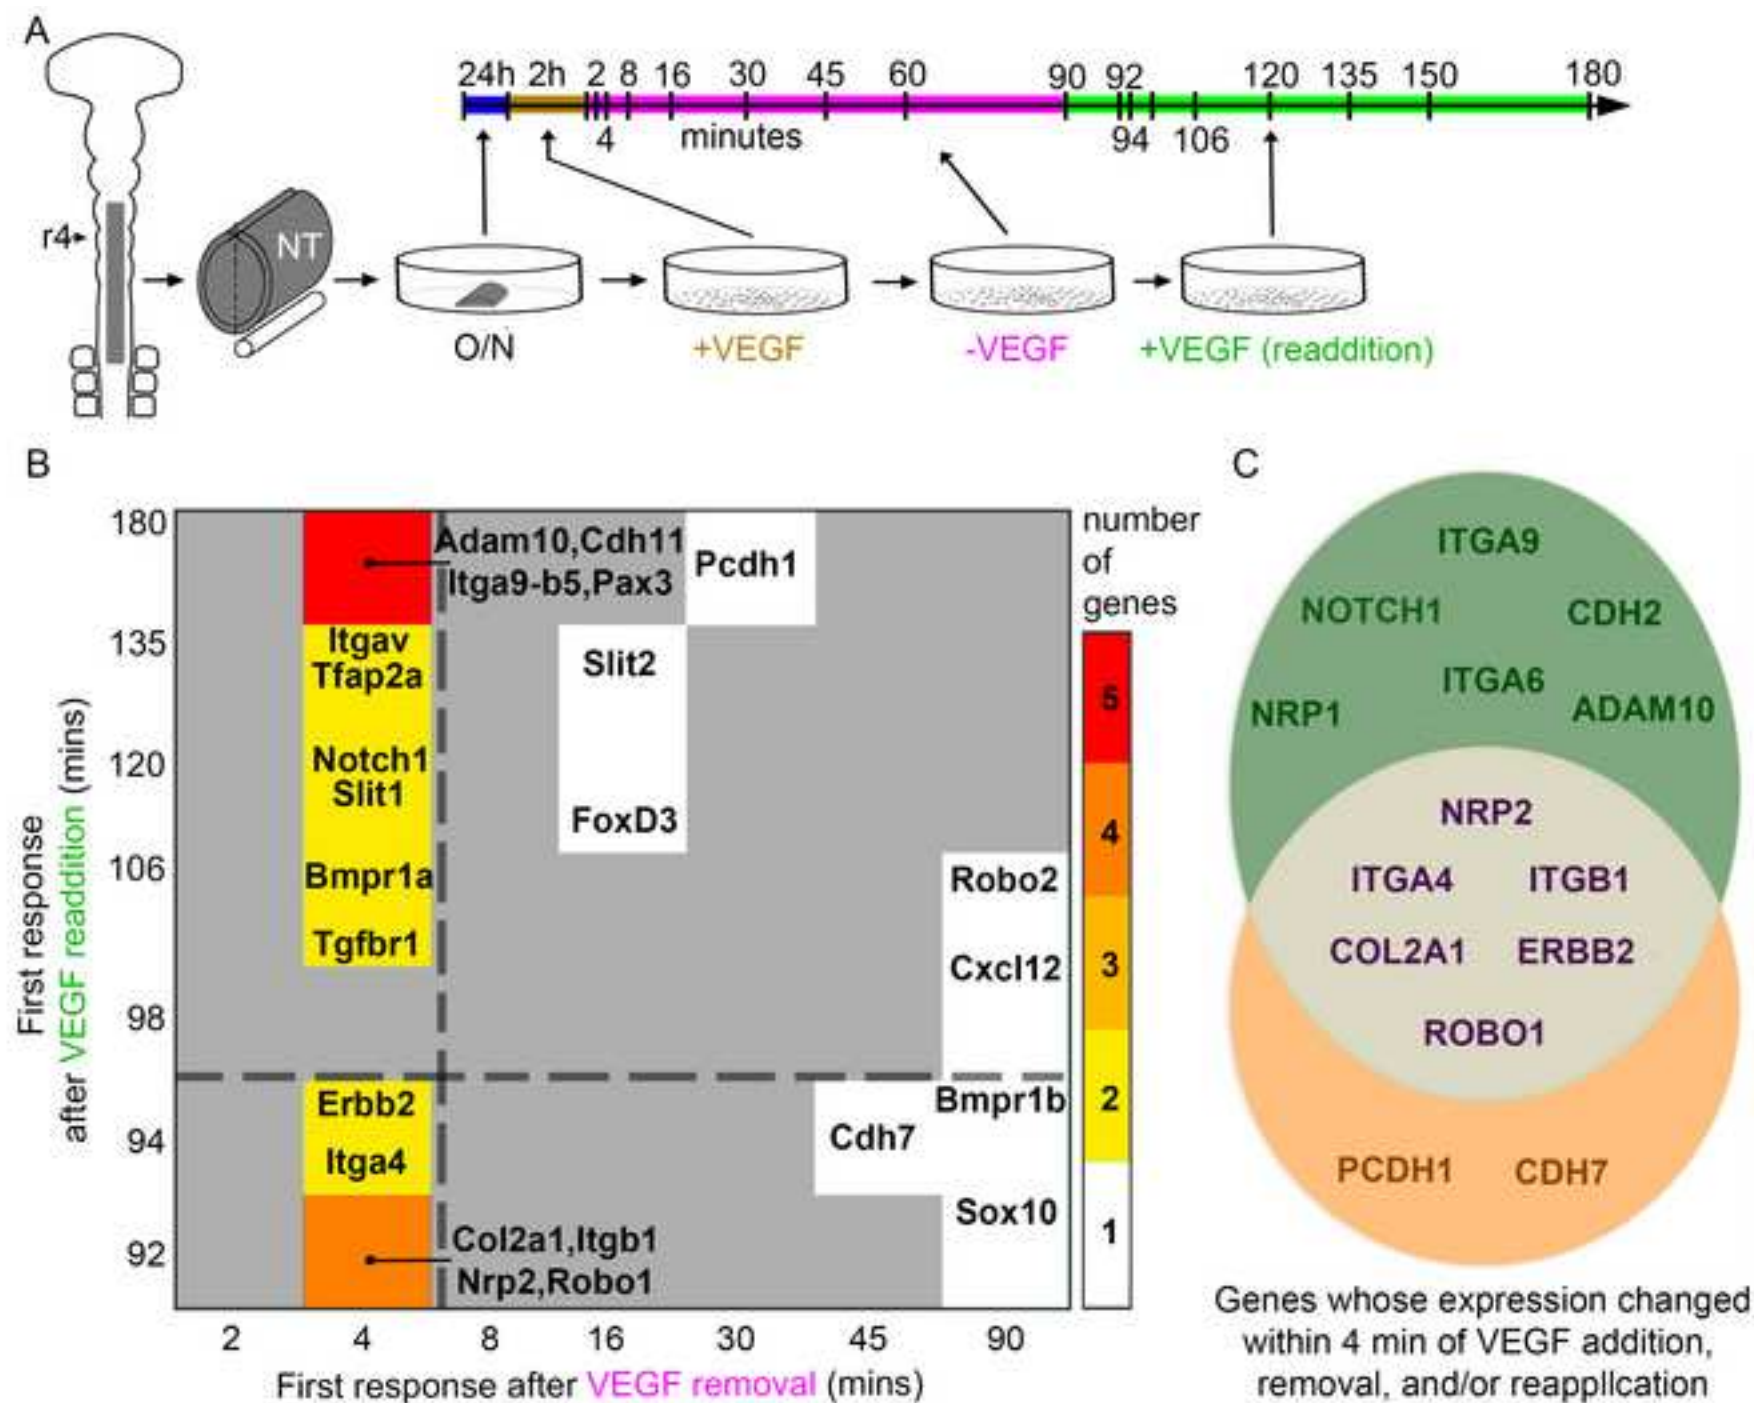 A
24h 2h 2 8 16 30 45 60 90 92 120 135 150 180
4 minutes 94 106
r4
NT
O/N
+VEGF
-VEGF
+VEGF (readdition)
B
First response
after VEGF readdition (mins)
180
135
120
106
98
94
92
Adam10,Cdh11
Itga9-b5,Pax3
Pcdh1
Itgav
Tfap2a
Slit2
Notch1
Slit1
FoxD3
Bmpr1a
Robo2
Tgfbr1
Cxcl12
Erbb2
Bmpr1b
Cdh7
Itga4
Sox10
Col2a1,Itgb1
Nrp2,Robo1
2 4 8 16 30 45 90
First response after VEGF removal (mins)
number
of
genes
5
4
3
2
1
C
ITGA9
NOTCH1 CDH2
ITGA6
NRP1 ADAM10
NRP2
ITGA4 ITGB1
COL2A1 ERBB2
ROBO1
PCDH1 CDH7
Genes whose expression changed
within 4 min of VEGF addition,
removal, and/or reapplication